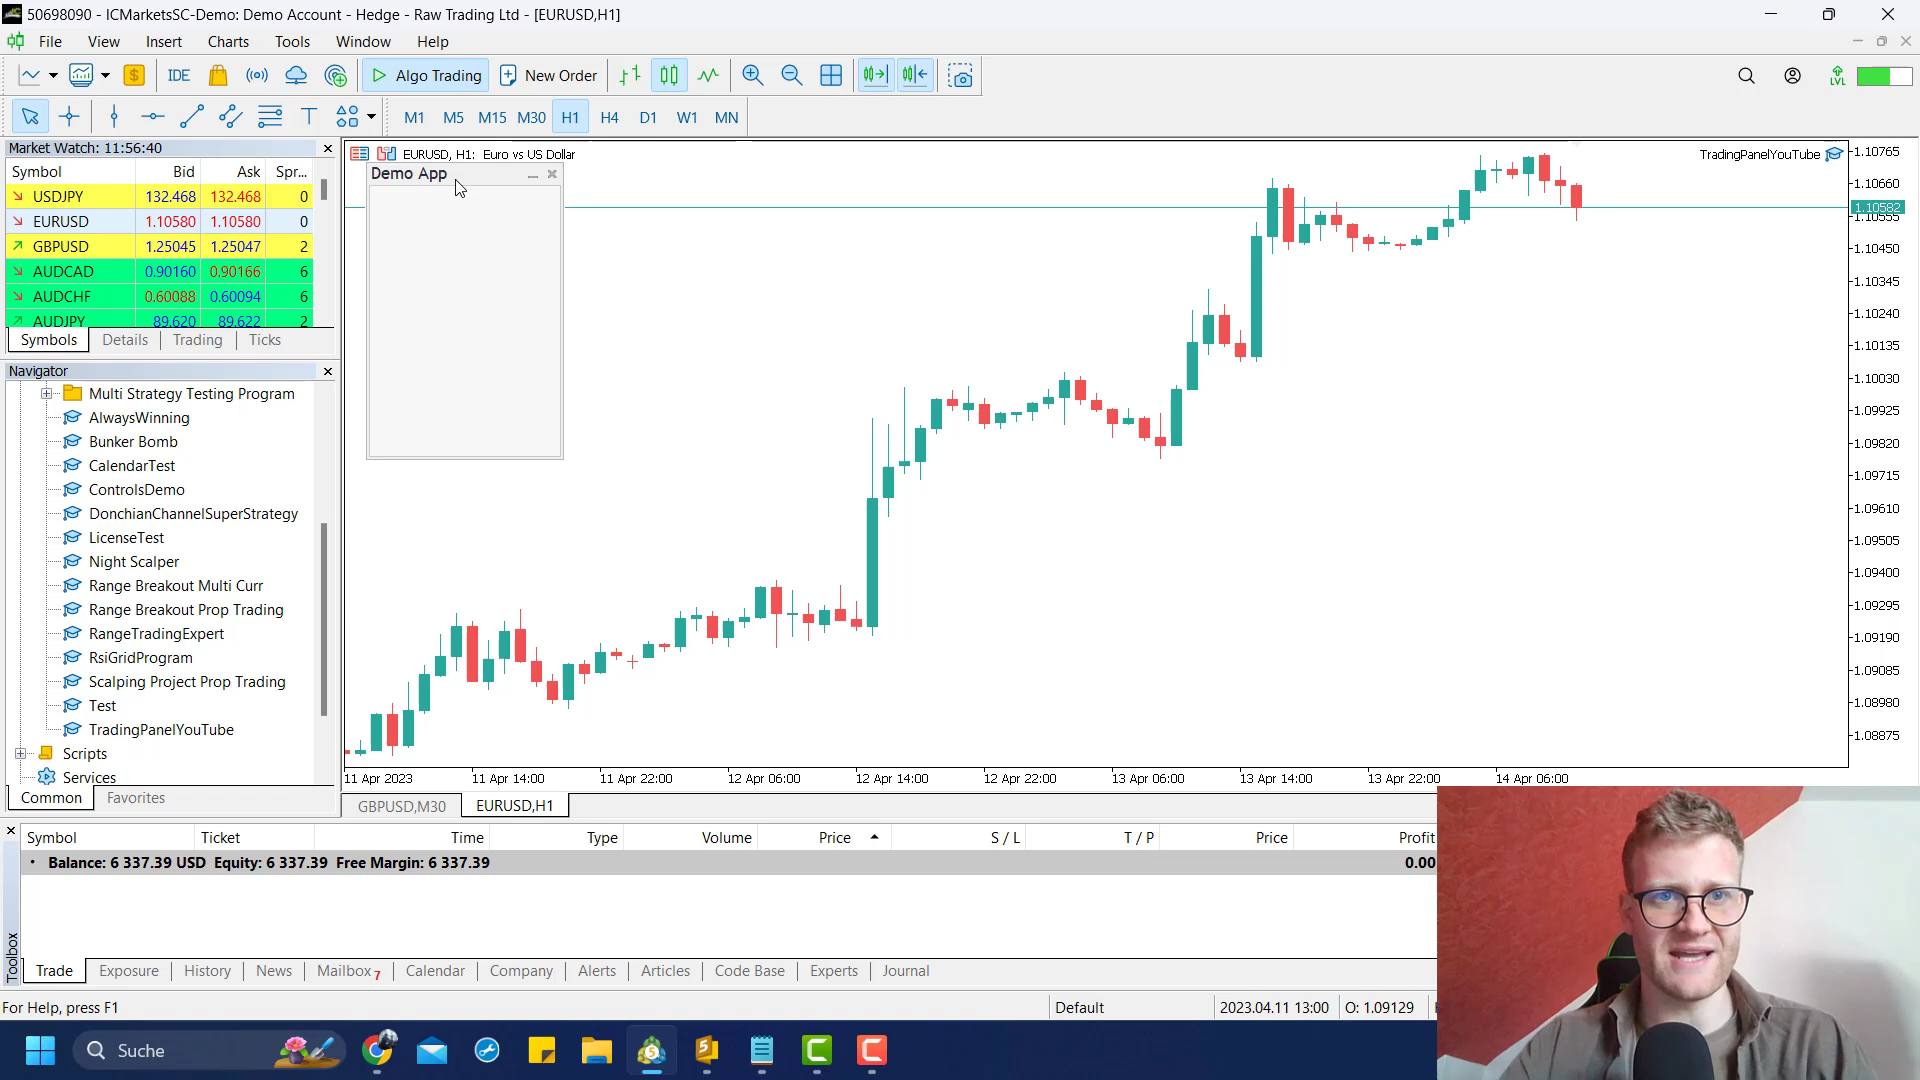 50698090 - ICMarketsSC-Demo: Demo Account - Hedge - Raw Trading Ltd - [EURUSD,H1]
File View Insert Charts Tools Window Help
IDE Algo Trading New Order LVL
M1 M5 M15 M30 H1 H4 D1 W1 MN
Market Watch: 11:56:40
Symbol Bid Ask Spr...
USDJPY 132.468 132.468 0
EURUSD 1.10580 1.10580 0
GBPUSD 1.25045 1.25047 2
AUDCAD 0.90160 0.90166 6
AUDCHF 0.60088 0.60094 6
AUDJPY 89.620 89.622 2
Symbols Details Trading Ticks
Navigator
Multi Strategy Testing Program
AlwaysWinning
Bunker Bomb
CalendarTest
ControlsDemo
DonchianChannelSuperStrategy
LicenseTest
Night Scalper
Range Breakout Multi Curr
Range Breakout Prop Trading
RangeTradingExpert
RsiGridProgram
Scalping Project Prop Trading
Test
TradingPanelYouTube
Scripts
Services
Common Favorites
EURUSD, H1: Euro vs US Dollar
Demo App
TradingPanelYouTube
1.10765
1.10660
1.10582
1.10555
1.10450
1.10345
1.10240
1.10135
1.10030
1.09925
1.09820
1.09715
1.09610
1.09505
1.09400
1.09295
1.09190
1.09085
1.08980
1.08875
11 Apr 2023 11 Apr 14:00 11 Apr 22:00 12 Apr 06:00 12 Apr 14:00 12 Apr 22:00 13 Apr 06:00 13 Apr 14:00 13 Apr 22:00 14 Apr 06:00
GBPUSD,M30 EURUSD,H1
Symbol Ticket Time Type Volume Price S / L T / P Price Profit
Balance: 6 337.39 USD Equity: 6 337.39 Free Margin: 6 337.39 0.00
Toolbox
Trade Exposure History News Mailbox 7 Calendar Company Alerts Articles Code Base Experts Journal
For Help, press F1 Default 2023.04.11 13:00 O: 1.09129
Suche